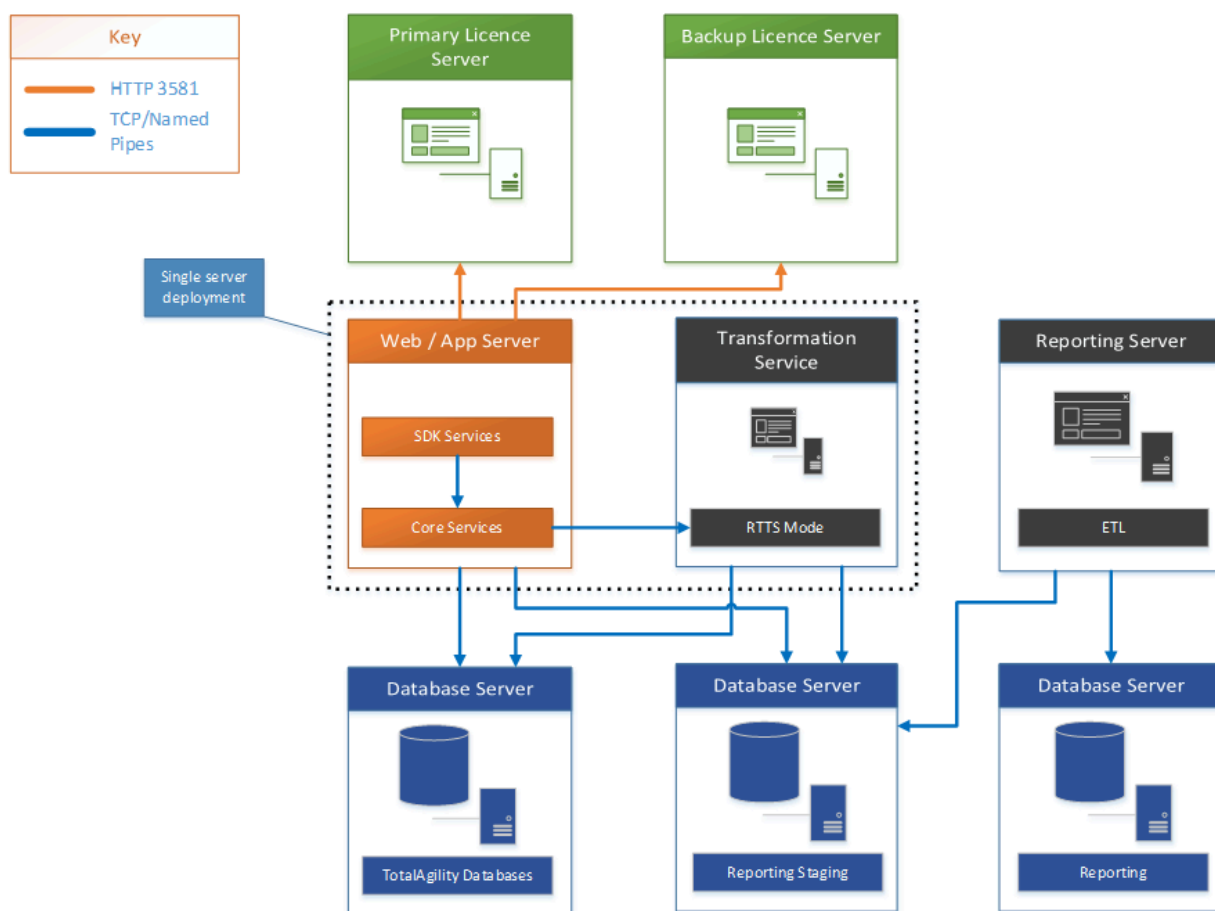 Key
HTTP 3581
TCP/Named
Pipes
Primary Licence
Server
Backup Licence Server
Single server
deployment
Web / App Server
SDK Services
Core Services
Transformation
Service
RTTS Mode
Reporting Server
ETL
Database Server
TotalAgility Databases
Database Server
Reporting Staging
Database Server
Reporting